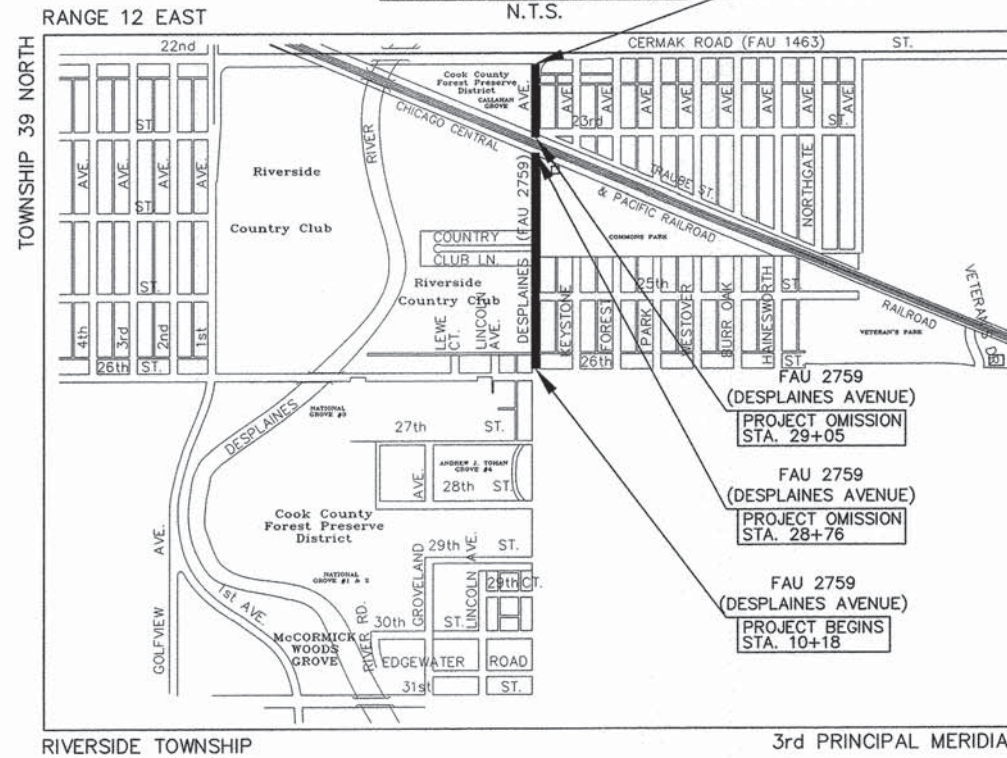 N.T.S.
RANGE 12 EAST
TOWNSHIP 39 NORTH
22nd
CERMAK ROAD (FAU 1463)
ST.
Cook County
Forest Preserve
District
CALLAHAN
GROVE
AVE.
AVE
AVE
AVE
AVE
AVE
AVE
23rd
ST.
ST.
CHICAGO CENTRAL
& PACIFIC RAILROAD
RAILROAD
TRAUBE ST.
RIVER
NORTHGATE
Riverside
Country Club
AVE.
AVE.
AVE.
AVE.
ST.
COMMONS PARK
COUNTRY
CLUB LN.
DESPLAINES (FAU 2759)
Riverside
Country Club
25th
ST.
ST.
LEWE
CT.
LINCOLN
AVE.
KEYSTONE
FOREST
PARK
WESTOVER
BURR OAK
HAINESWORTH
VETERAN'S PARK
VETERANS DR
4th
3rd
2nd
1st
26th
ST.
26th
ST.
FAU 2759
(DESPLAINES AVENUE)
PROJECT OMISSION
STA. 29+05
NATIONAL
GROVE #3
DESPLAINES
27th
ST.
ANDREW J. TOMAN
GROVE #4
28th
ST.
AVE.
FAU 2759
(DESPLAINES AVENUE)
PROJECT OMISSION
STA. 28+76
Cook County
Forest Preserve
District
AVE.
29th
ST.
NATIONAL
GROVE #1 & 2
GROVELAND
LINCOLN AVE.
29th CT.
FAU 2759
(DESPLAINES AVENUE)
PROJECT BEGINS
STA. 10+18
1st AVE.
GOLFVIEW
RIVER RD.
30th
ST.
McCORMICK
WOODS
GROVE
EDGEWATER
ROAD
31st
ST.
RIVERSIDE TOWNSHIP
3rd PRINCIPAL MERIDIA